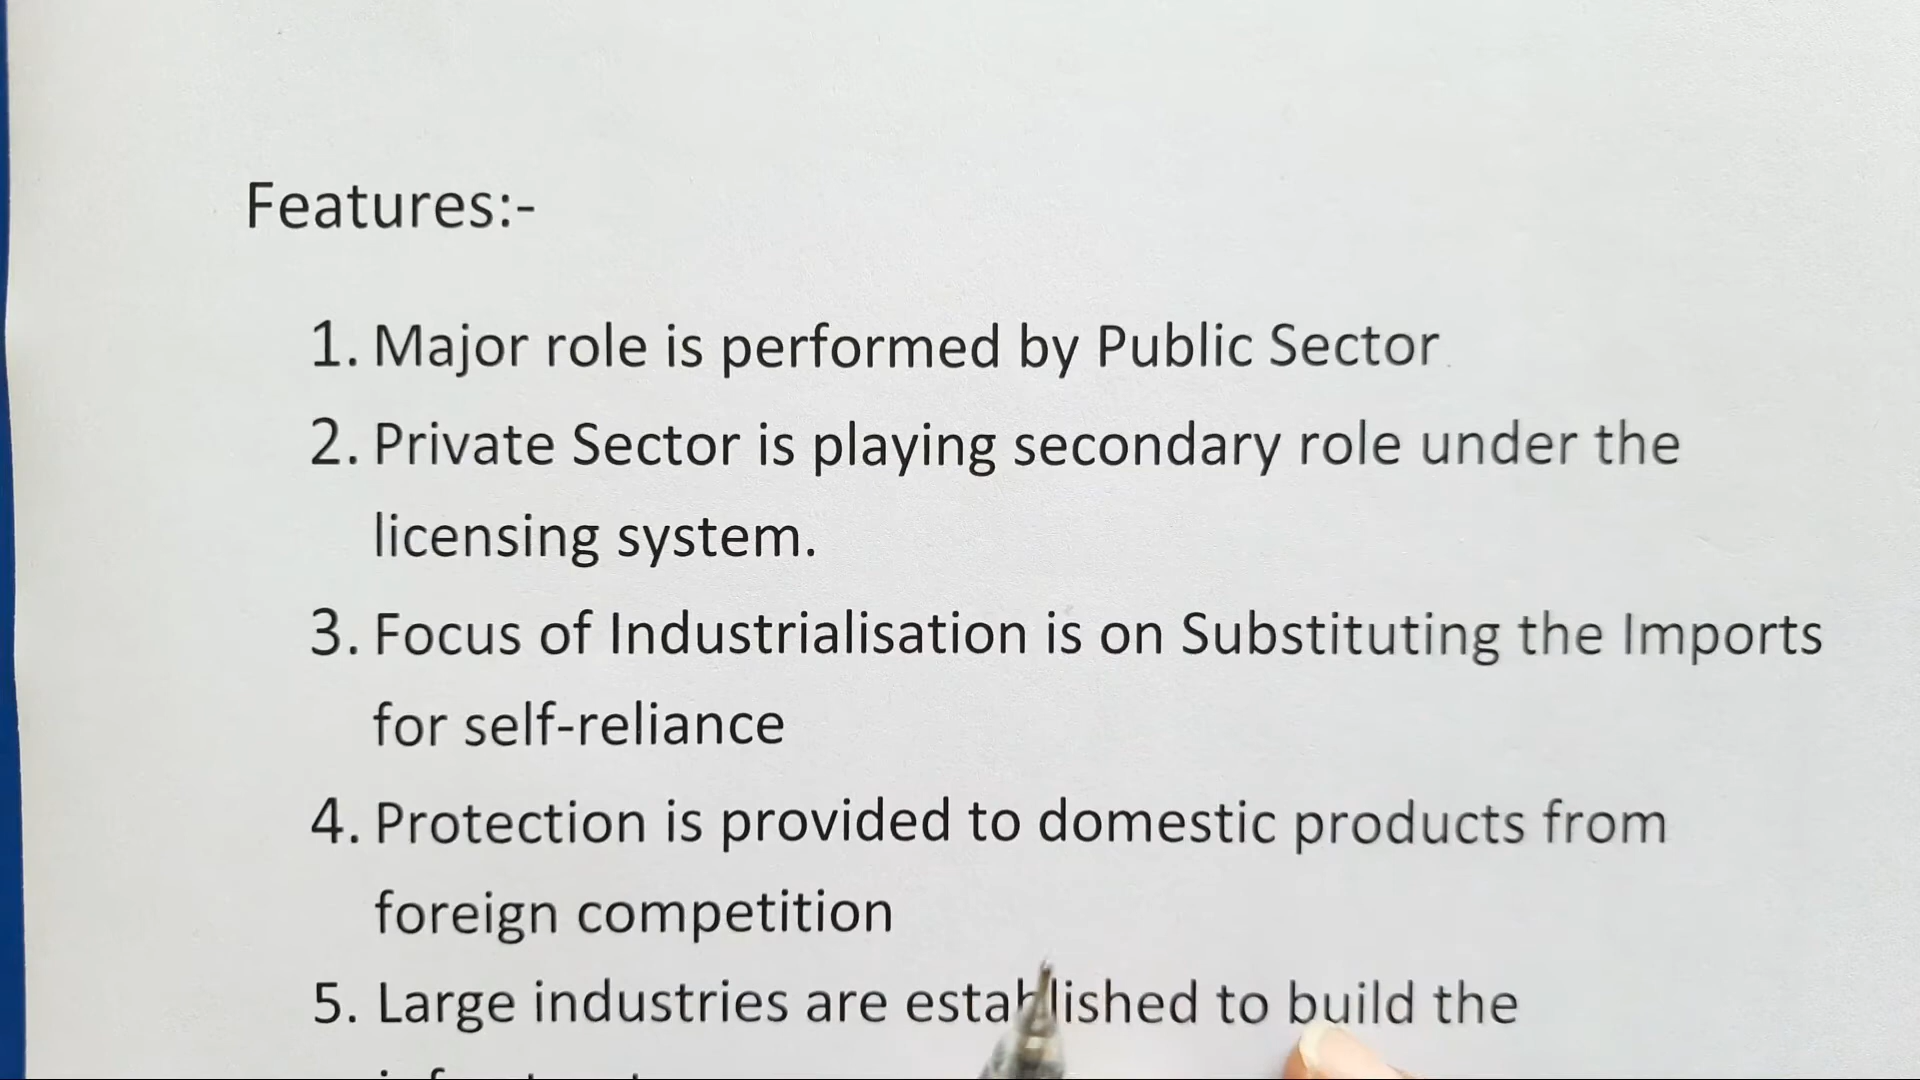 Features:-
1. Major role is performed by Public Sector
2. Private Sector is playing secondary role under the
licensing system.
3. Focus of Industrialisation is on Substituting the Imports
for self-reliance
4. Protection is provided to domestic products from
foreign competition
5. Large industries are established to build the